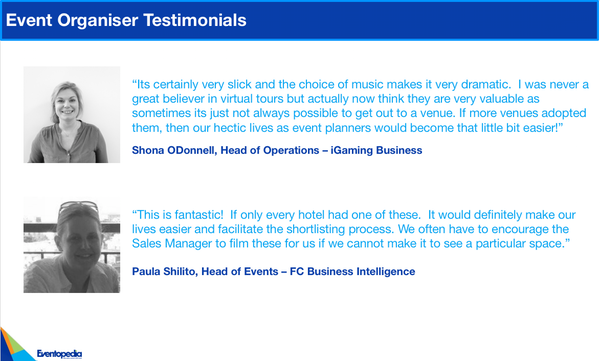 Event Organiser Testimonials
“Its certainly very slick and the choice of music makes it very dramatic.  I was never a
great believer in virtual tours but actually now think they are very valuable as
sometimes its just not always possible to get out to a venue. If more venues adopted
them, then our hectic lives as event planners would become that little bit easier!”
Shona ODonnell, Head of Operations – iGaming Business
“This is fantastic!  If only every hotel had one of these.  It would definitely make our
lives easier and facilitate the shortlisting process. We often have to encourage the
Sales Manager to film these for us if we cannot make it to see a particular space.”
Paula Shilito, Head of Events – FC Business Intelligence
Eventopedia